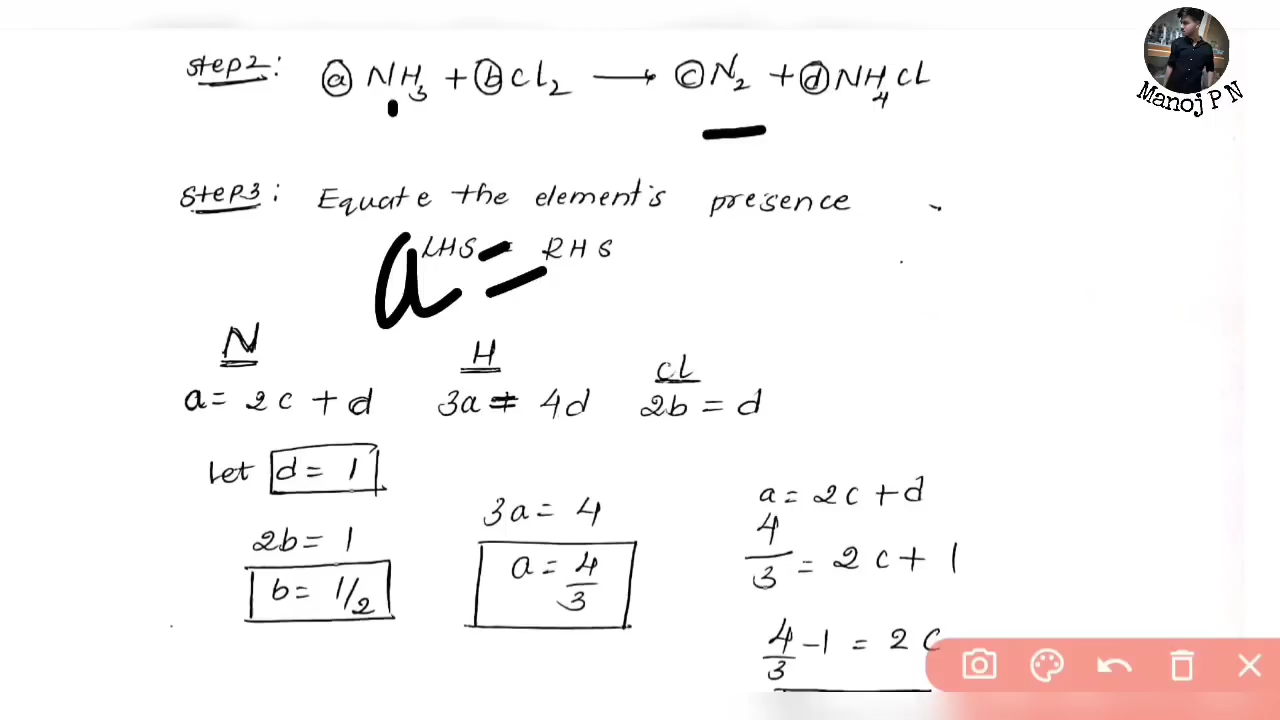 Step2: a NH3 + b CL2 → c N2 + d NH4CL
Manoj P N
Step3: Equate the element's presence
LHS = RHS
a =
N H CL
a = 2c + d 3a = 4d 2b = d
Let d = 1
a = 2c + d
3a = 4
2b = 1
4/3 = 2c + 1
a = 4/3
b = 1/2
4/3 - 1 = 2c